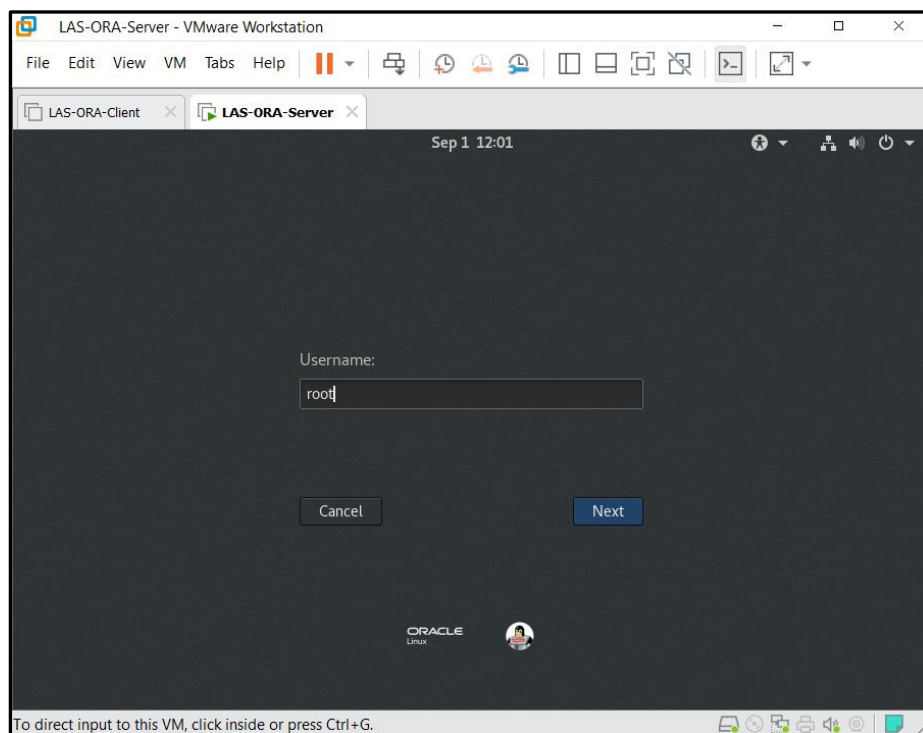 LAS-ORA-Server - VMware Workstation
File Edit View VM Tabs Help
LAS-ORA-Client LAS-ORA-Server
Sep 1 12:01
Username:
root
Cancel Next
ORACLE
Linux
To direct input to this VM, click inside or press Ctrl+G.